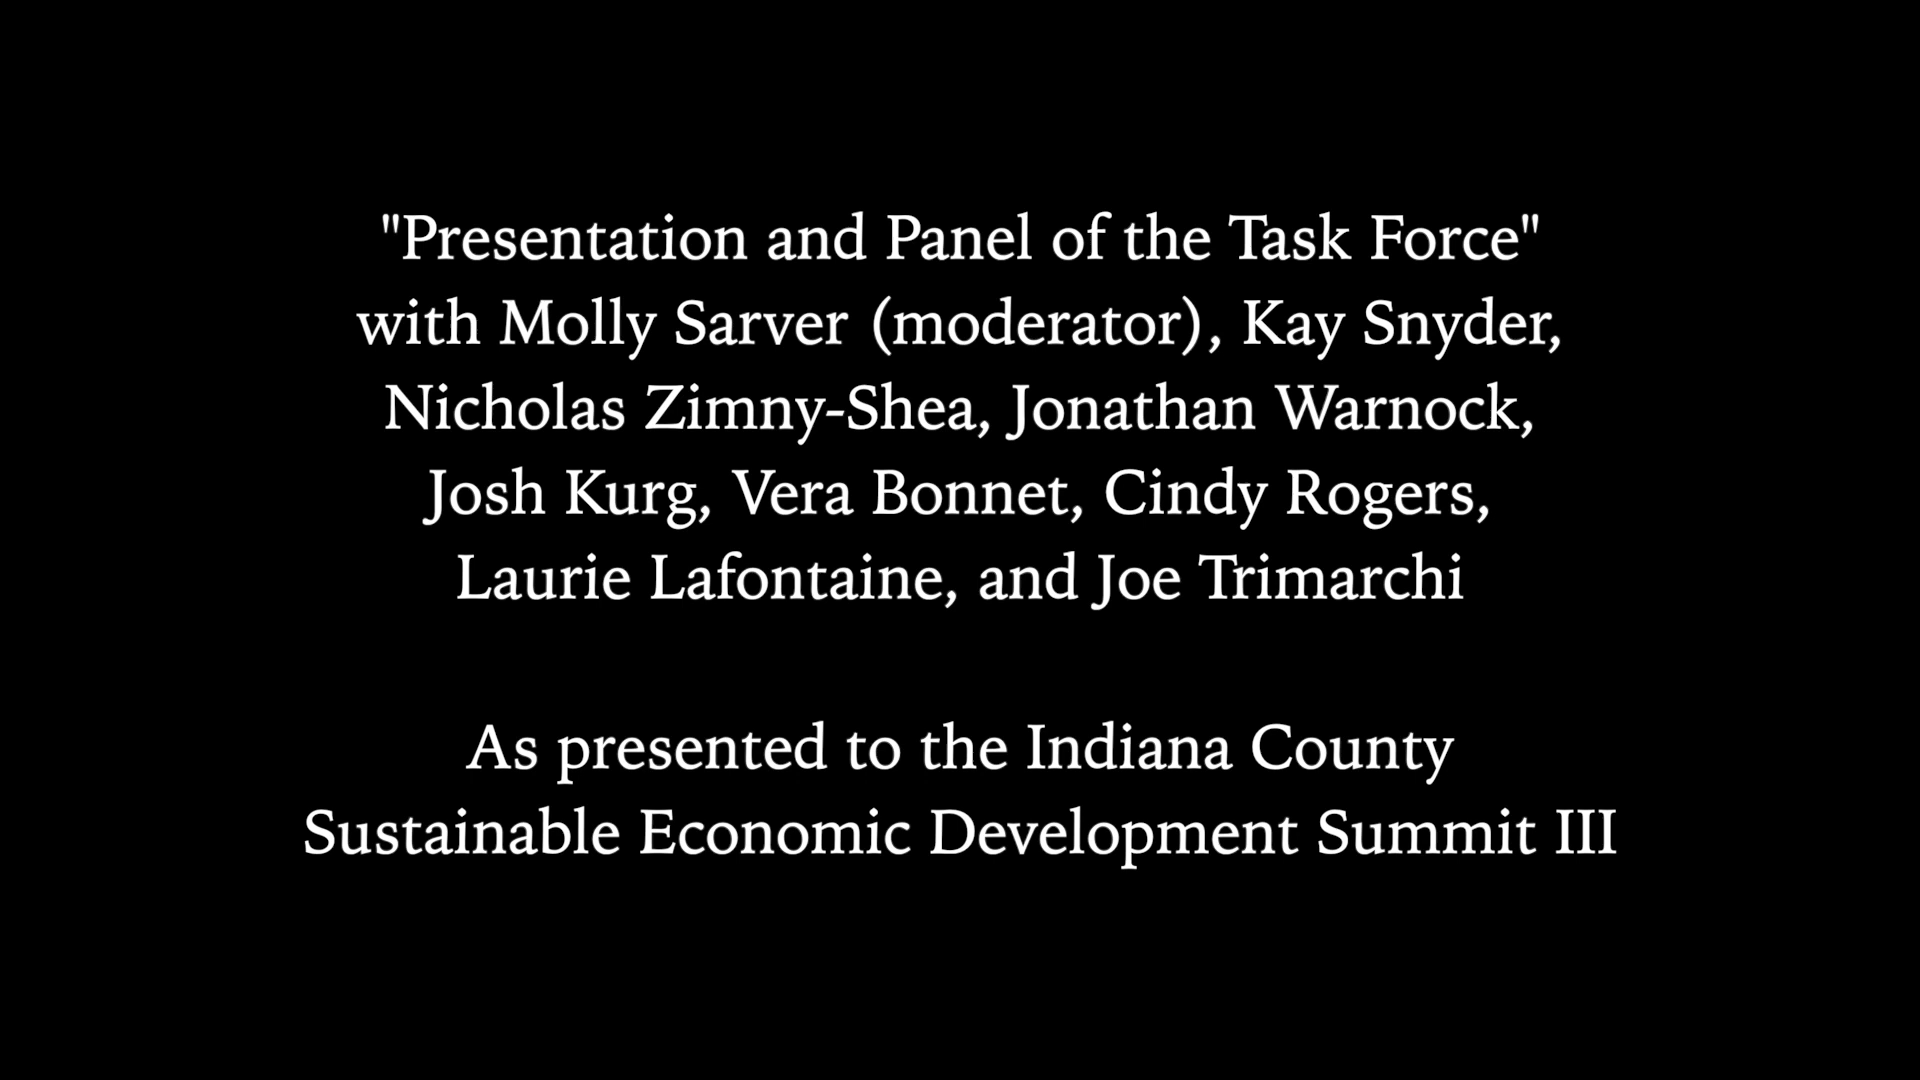 "Presentation and Panel of the Task Force"
with Molly Sarver (moderator), Kay Snyder,
Nicholas Zimny-Shea, Jonathan Warnock,
Josh Kurg, Vera Bonnet, Cindy Rogers,
Laurie Lafontaine, and Joe Trimarchi
As presented to the Indiana County
Sustainable Economic Development Summit III